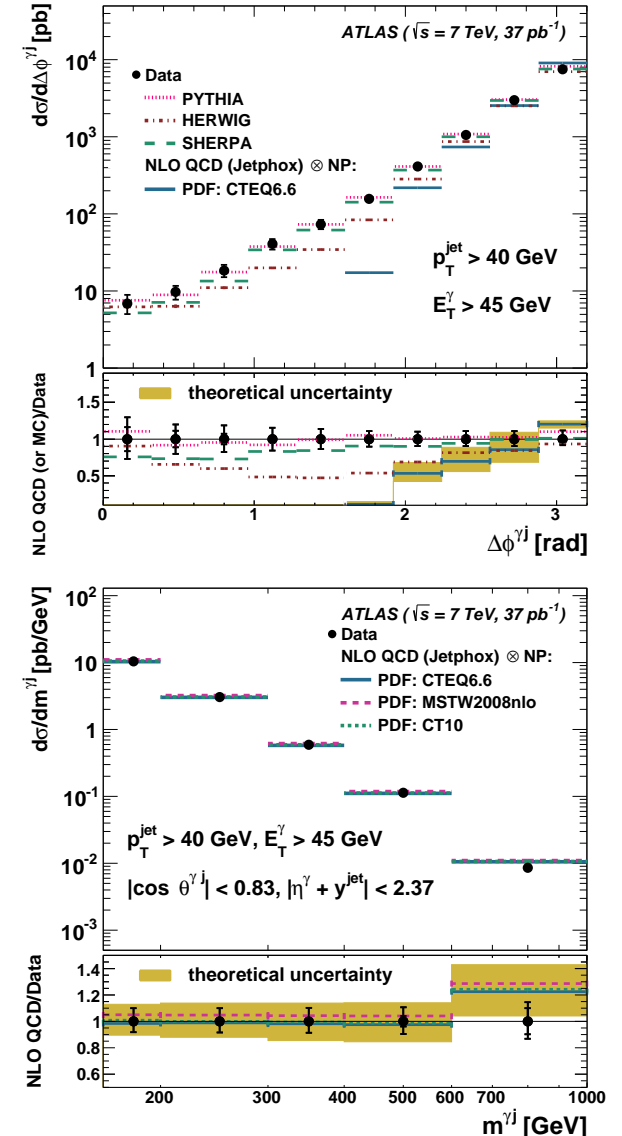 dσ/dΔϕ^γj [pb]
ATLAS (√s = 7 TeV, 37 pb⁻¹)
10⁴
10³
10²
10
1
Data
PYTHIA
HERWIG
SHERPA
NLO QCD (Jetphox) ⊗ NP:
PDF: CTEQ6.6
p_T^jet > 40 GeV
E_T^γ > 45 GeV
NLO QCD (or MC)/Data
theoretical uncertainty
1.5
1
0.5
0 1 2 3
Δϕ^γj [rad]
dσ/dm^γj [pb/GeV]
ATLAS (√s = 7 TeV, 37 pb⁻¹)
10²
10
1
10⁻¹
10⁻²
10⁻³
Data
NLO QCD (Jetphox) ⊗ NP:
PDF: CTEQ6.6
PDF: MSTW2008nlo
PDF: CT10
p_T^jet > 40 GeV, E_T^γ > 45 GeV
|cos θ^γj| < 0.83, |η^γ + y^jet| < 2.37
NLO QCD/Data
theoretical uncertainty
1.4
1.2
1.0
0.8
0.6
200 300 400 500 600 700 1000
m^γj [GeV]